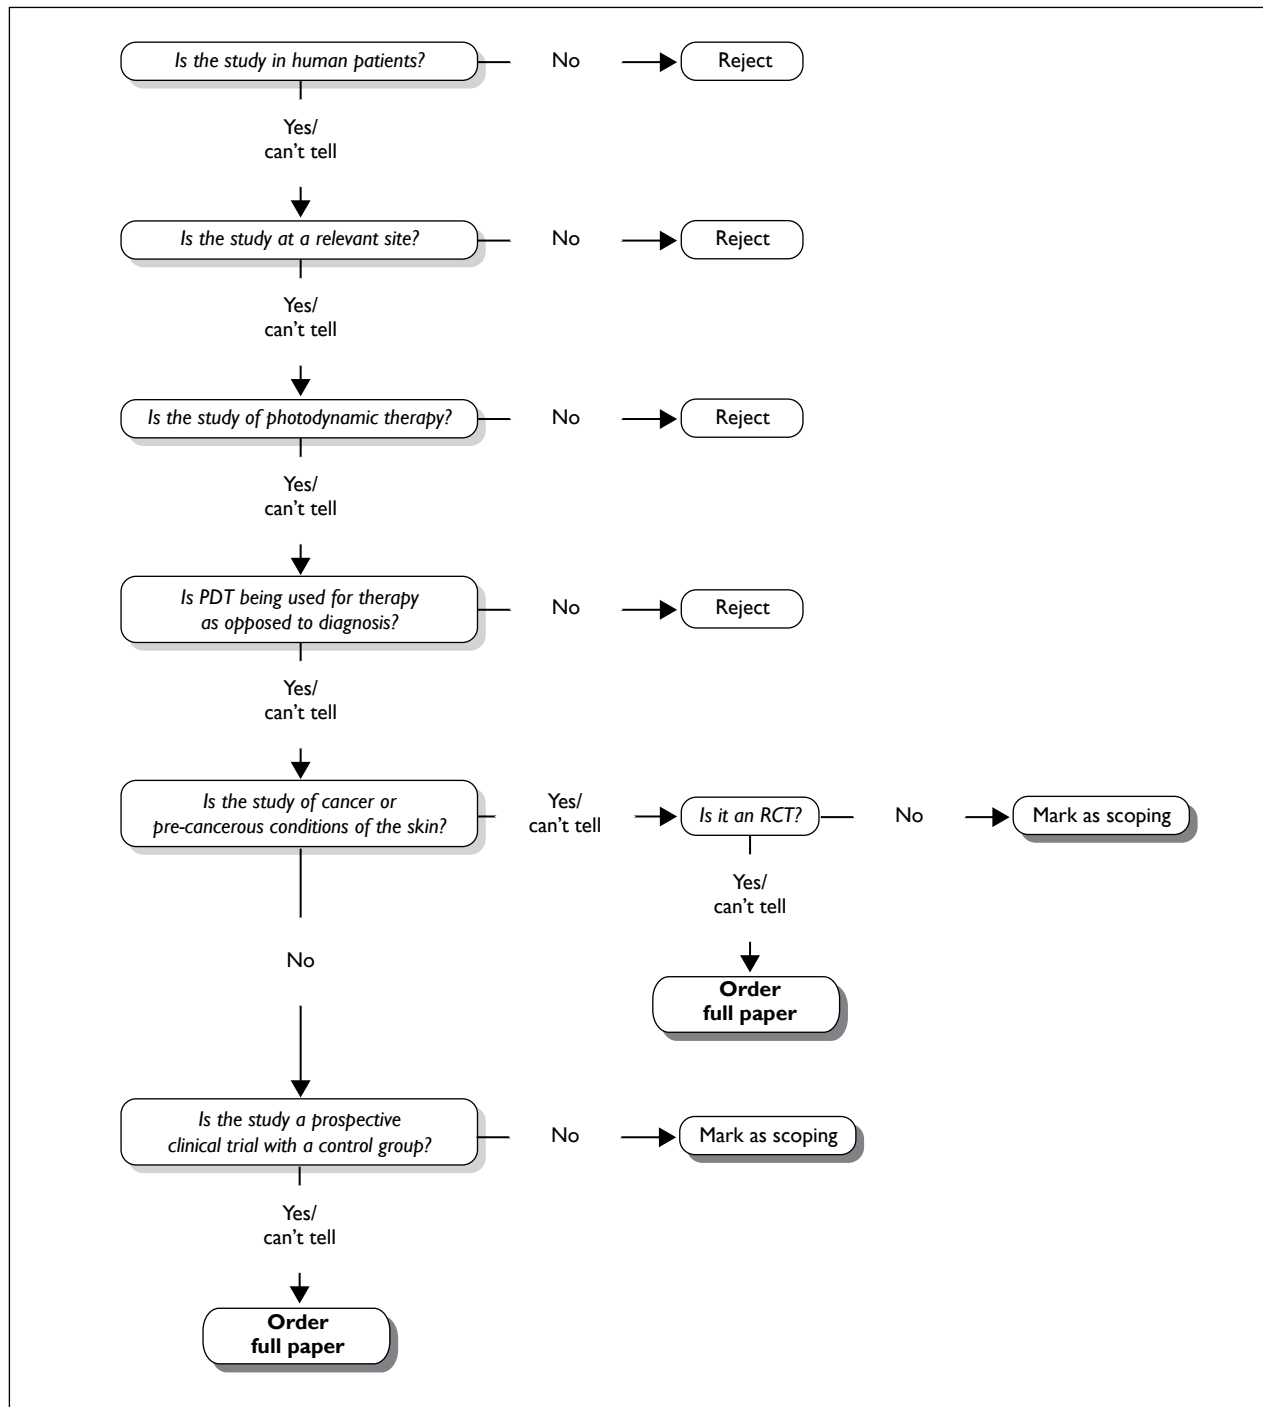 Is the study in human patients?
No
Reject
Yes/
can't tell
Is the study at a relevant site?
No
Reject
Yes/
can't tell
Is the study of photodynamic therapy?
No
Reject
Yes/
can't tell
Is PDT being used for therapy
as opposed to diagnosis?
No
Reject
Yes/
can't tell
Is the study of cancer or
pre-cancerous conditions of the skin?
Yes/
can't tell
Is it an RCT?
No
Mark as scoping
Yes/
can't tell
Order
full paper
No
Is the study a prospective
clinical trial with a control group?
No
Mark as scoping
Yes/
can't tell
Order
full paper